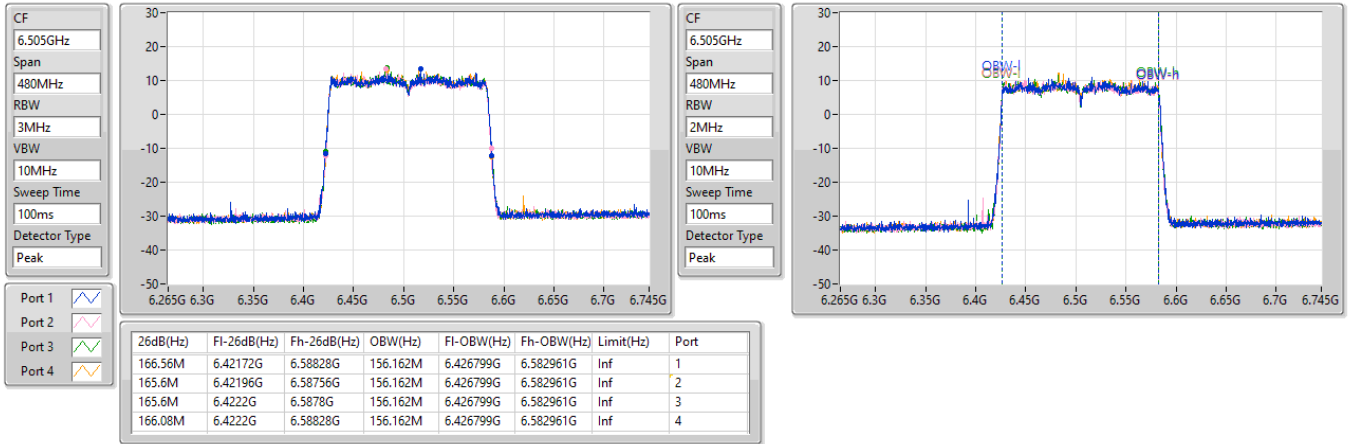 CF
6.505GHz
Span
480MHz
RBW
3MHz
VBW
10MHz
Sweep Time
100ms
Detector Type
Peak
Port 1
Port 2
Port 3
Port 4
30
20
10
0
-10
-20
-30
-40
-50
6.265G 6.3G 6.35G 6.4G 6.45G 6.5G 6.55G 6.6G 6.65G 6.7G 6.745G
CF
6.505GHz
Span
480MHz
RBW
2MHz
VBW
10MHz
Sweep Time
100ms
Detector Type
Peak
30
20
10
0
-10
-20
-30
-40
-50
OBW-l
OBW-l
OBW-h
6.265G 6.3G 6.35G 6.4G 6.45G 6.5G 6.55G 6.6G 6.65G 6.7G 6.745G
26dB(Hz) Fl-26dB(Hz) Fh-26dB(Hz) OBW(Hz) Fl-OBW(Hz) Fh-OBW(Hz) Limit(Hz) Port
166.56M 6.42172G 6.58828G 156.162M 6.426799G 6.582961G Inf 1
165.6M 6.42196G 6.58756G 156.162M 6.426799G 6.582961G Inf 2
165.6M 6.4222G 6.5878G 156.162M 6.426799G 6.582961G Inf 3
166.08M 6.4222G 6.58828G 156.162M 6.426799G 6.582961G Inf 4